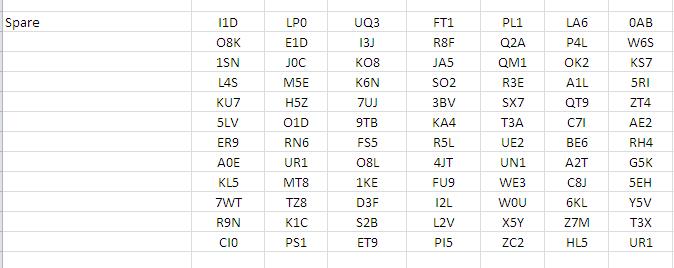 Spare I1D LP0 UQ3 FT1 PL1 LA6 0AB
O8K E1D I3J R8F Q2A P4L W6S
1SN J0C KO8 JA5 QM1 OK2 KS7
L4S M5E K6N SO2 R3E A1L 5RI
KU7 H5Z 7UJ 3BV SX7 QT9 ZT4
5LV O1D 9TB KA4 T3A C7I AE2
ER9 RN6 FS5 R5L UE2 BE6 RH4
A0E UR1 O8L 4JT UN1 A2T G5K
KL5 MT8 1KE FU9 WE3 C8J 5EH
7WT TZ8 D3F I2L W0U 6KL Y5V
R9N K1C S2B L2V X5Y Z7M T3X
CI0 PS1 ET9 PI5 ZC2 HL5 UR1